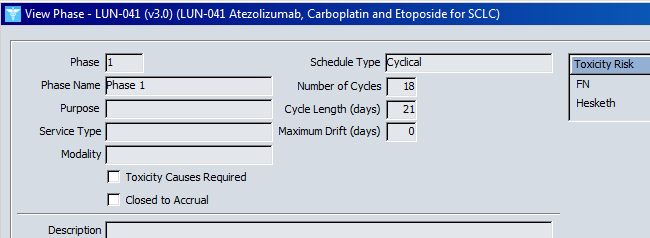 View Phase - LUN-041 (v3.0) (LUN-041 Atezolizumab, Carboplatin and Etoposide for SCLC)
Phase 1 Schedule Type Cyclical Toxicity Risk
Phase Name Phase 1 Number of Cycles 18 FN
Purpose Cycle Length (days) 21 Hesketh
Service Type Maximum Drift (days) 0
Modality
Toxicity Causes Required
Closed to Accrual
Description